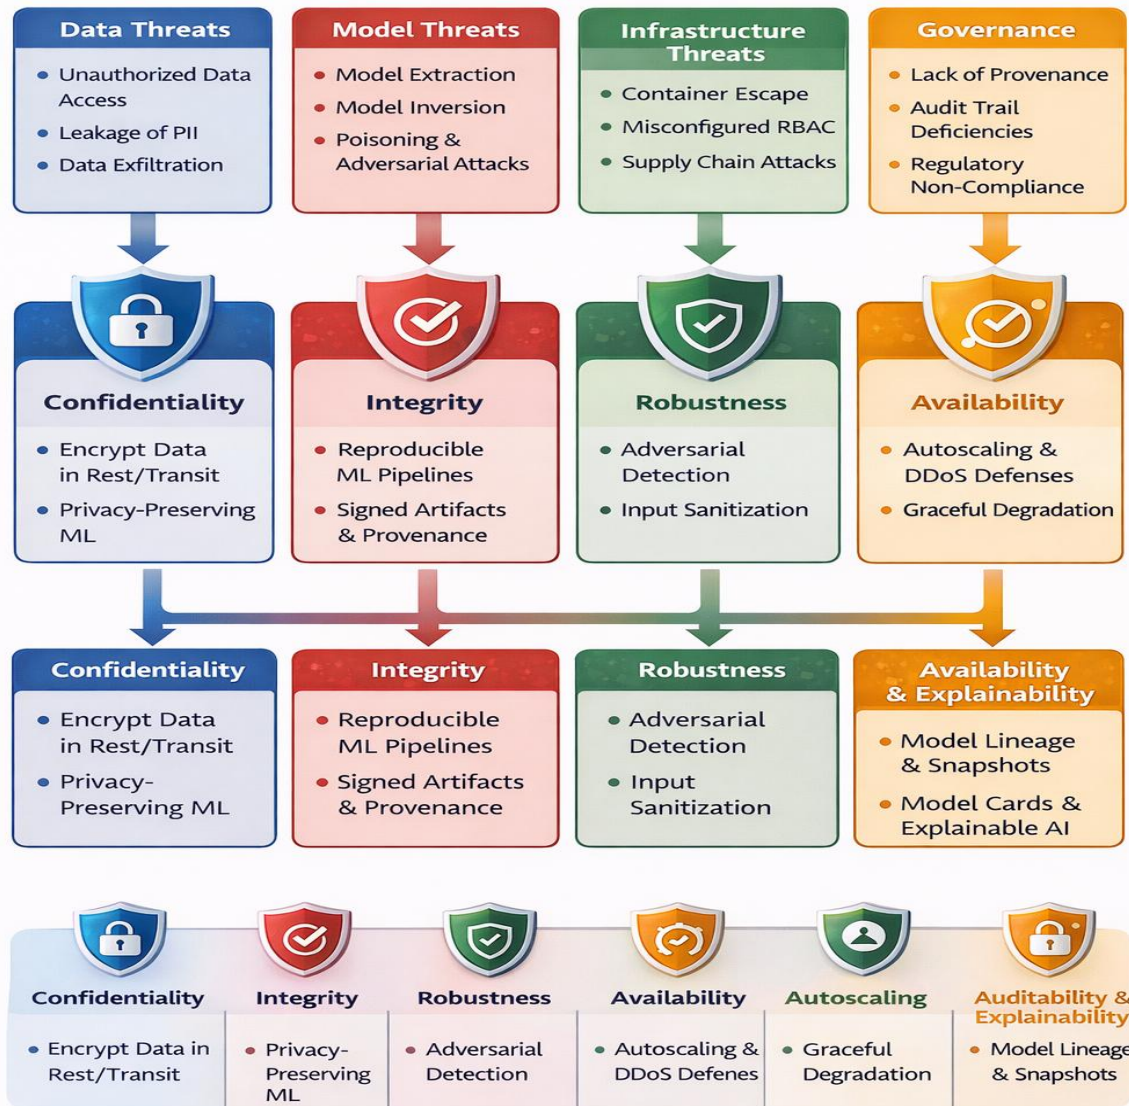 Data Threats
• Unauthorized Data
Access
• Leakage of PII
• Data Exfiltration
Model Threats
• Model Extraction
• Model Inversion
• Poisoning &
Adversarial Attacks
Infrastructure
Threats
• Container Escape
• Misconfigured RBAC
• Supply Chain Attacks
Governance
• Lack of Provenance
• Audit Trail
Deficiencies
• Regulatory
Non-Compliance
Confidentiality
• Encrypt Data
in Rest/Transit
• Privacy-Preserving
ML
Integrity
• Reproducible
ML Pipelines
• Signed Artifacts
& Provenance
Robustness
• Adversarial
Detection
• Input Sanitization
Availability
• Autoscaling &
DDoS Defenses
• Graceful Degradation
Confidentiality
• Encrypt Data
in Rest/Transit
• Privacy-
Preserving ML
Integrity
• Reproducible
ML Pipelines
• Signed Artifacts
& Provenance
Robustness
• Adversarial
Detection
• Input
Sanitization
Availability
& Explainability
• Model Lineage
& Snapshots
• Model Cards &
Explainable AI
Confidentiality
• Encrypt Data in
Rest/Transit
Integrity
• Privacy-
Preserving
ML
Robustness
• Adversarial
Detection
Availability
• Autoscaling &
DDoS Defenes
Autoscaling
• Graceful
Degradation
Auditability &
Explainability
• Model Lineage
& Snapshots